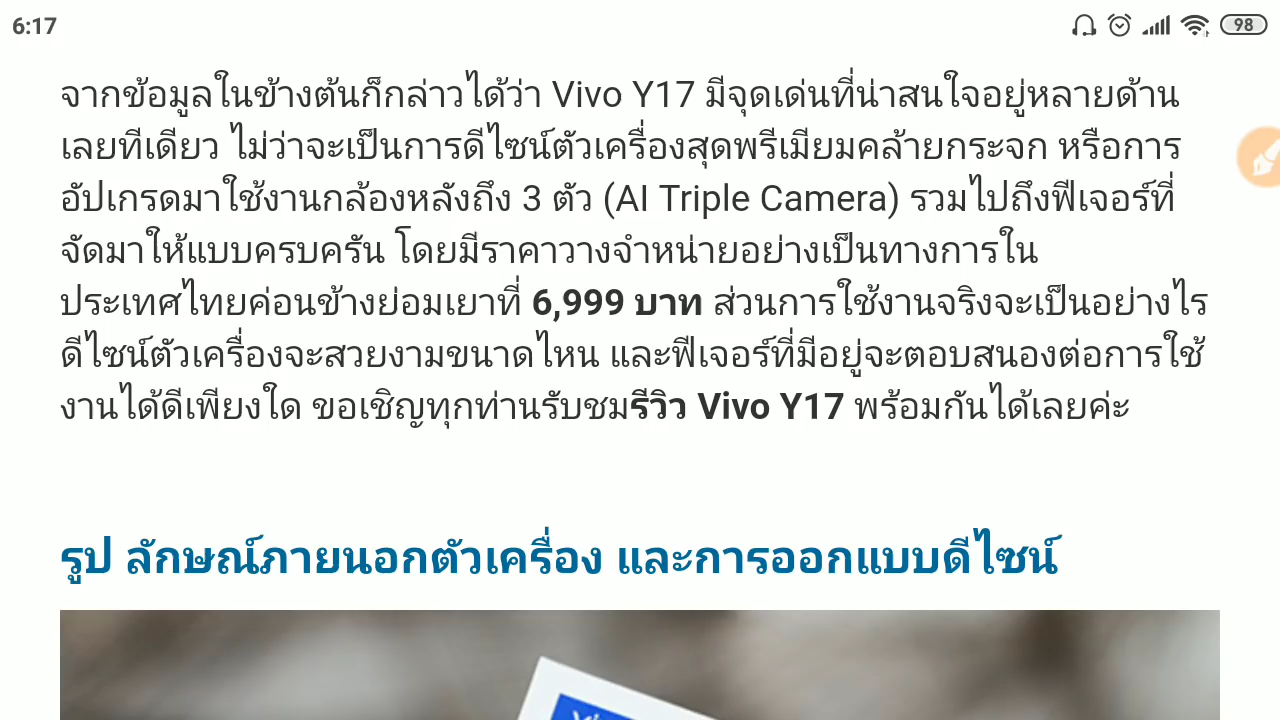 6:17
98
จากข้อมูลในข้างต้นก็กล่าวได้ว่า Vivo Y17 มีจุดเด่นที่น่าสนใจอยู่หลายด้าน
เลยทีเดียว ไม่ว่าจะเป็นการดีไซน์ตัวเครื่องสุดพรีเมียมคล้ายกระจก หรือการ
อัปเกรดมาใช้งานกล้องหลังถึง 3 ตัว (AI Triple Camera) รวมไปถึงฟีเจอร์ที่
จัดมาให้แบบครบครัน โดยมีราคาวางจำหน่ายอย่างเป็นทางการใน
ประเทศไทยค่อนข้างย่อมเยาที่ 6,999 บาท ส่วนการใช้งานจริงจะเป็นอย่างไร
ดีไซน์ตัวเครื่องจะสวยงามขนาดไหน และฟีเจอร์ที่มีอยู่จะตอบสนองต่อการใช้
งานได้ดีเพียงใด ขอเชิญทุกท่านรับชมรีวิว Vivo Y17 พร้อมกันได้เลยค่ะ
รูป ลักษณ์ภายนอกตัวเครื่อง และการออกแบบดีไซน์